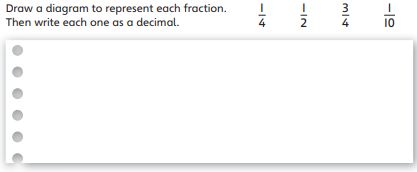 Draw a diagram to represent each fraction. 1/4 1/2 3/4 1/10
Then write each one as a decimal.